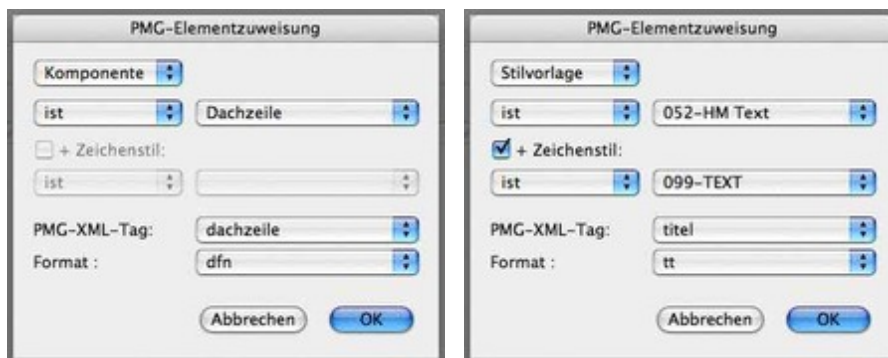 PMG-Elementzuweisung
Komponente
ist Dachzeile
+ Zeichenstil:
ist
PMG-XML-Tag: dachzeile
Format : dfn
Abbrechen OK
PMG-Elementzuweisung
Stilvorlage
ist 052-HM Text
+ Zeichenstil:
ist 099-TEXT
PMG-XML-Tag: titel
Format : tt
Abbrechen OK